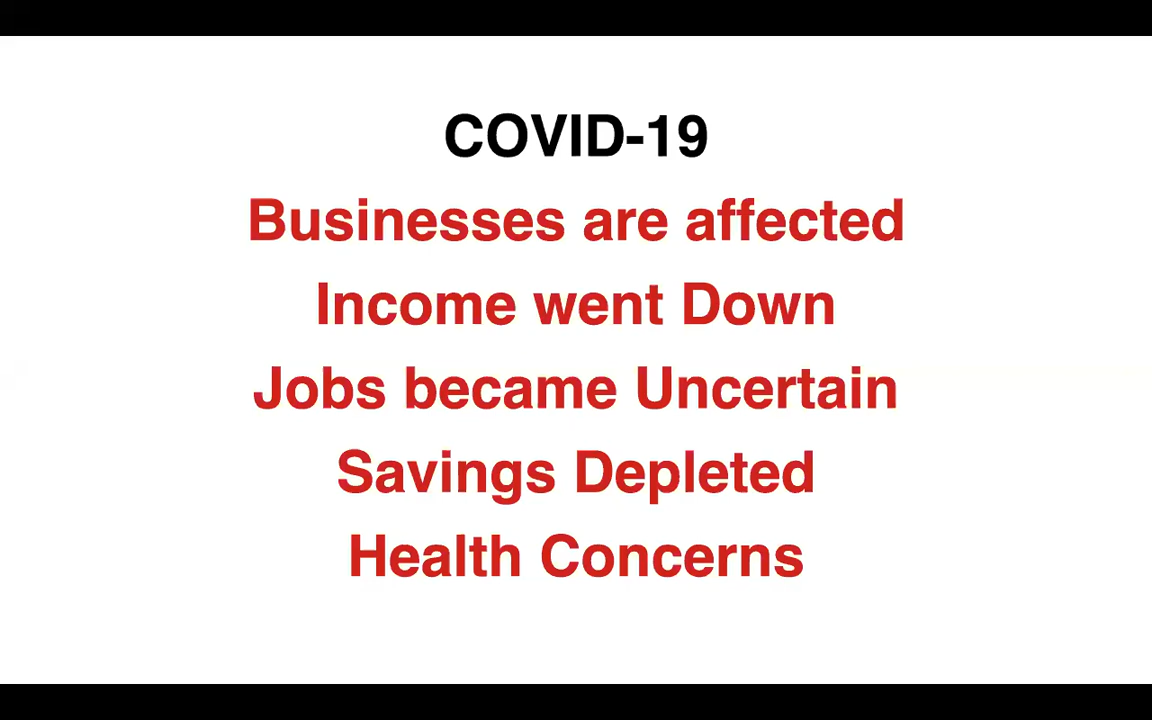 COVID-19
Businesses are affected
Income went Down
Jobs became Uncertain
Savings Depleted
Health Concerns